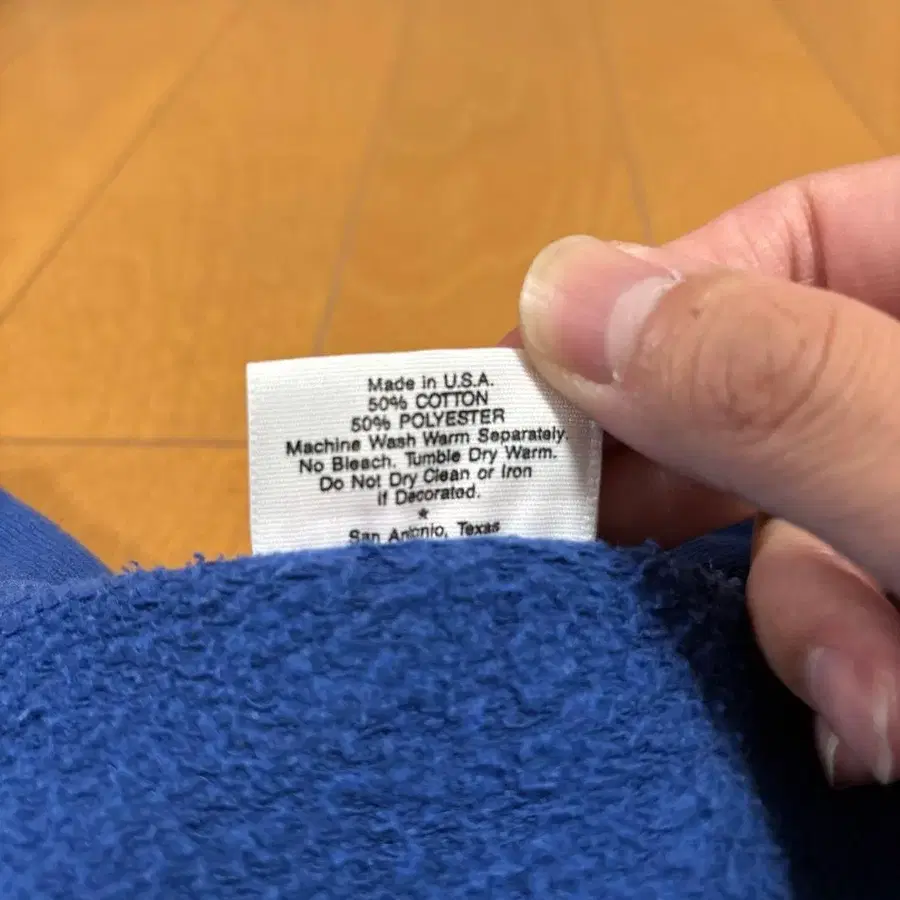 Made in U.S.A.
50% COTTON
50% POLYESTER
Machine Wash Warm Separately.
No Bleach. Tumble Dry Warm.
Do Not Dry Clean or Iron
if Decorated.
★
San Antonio, Texas